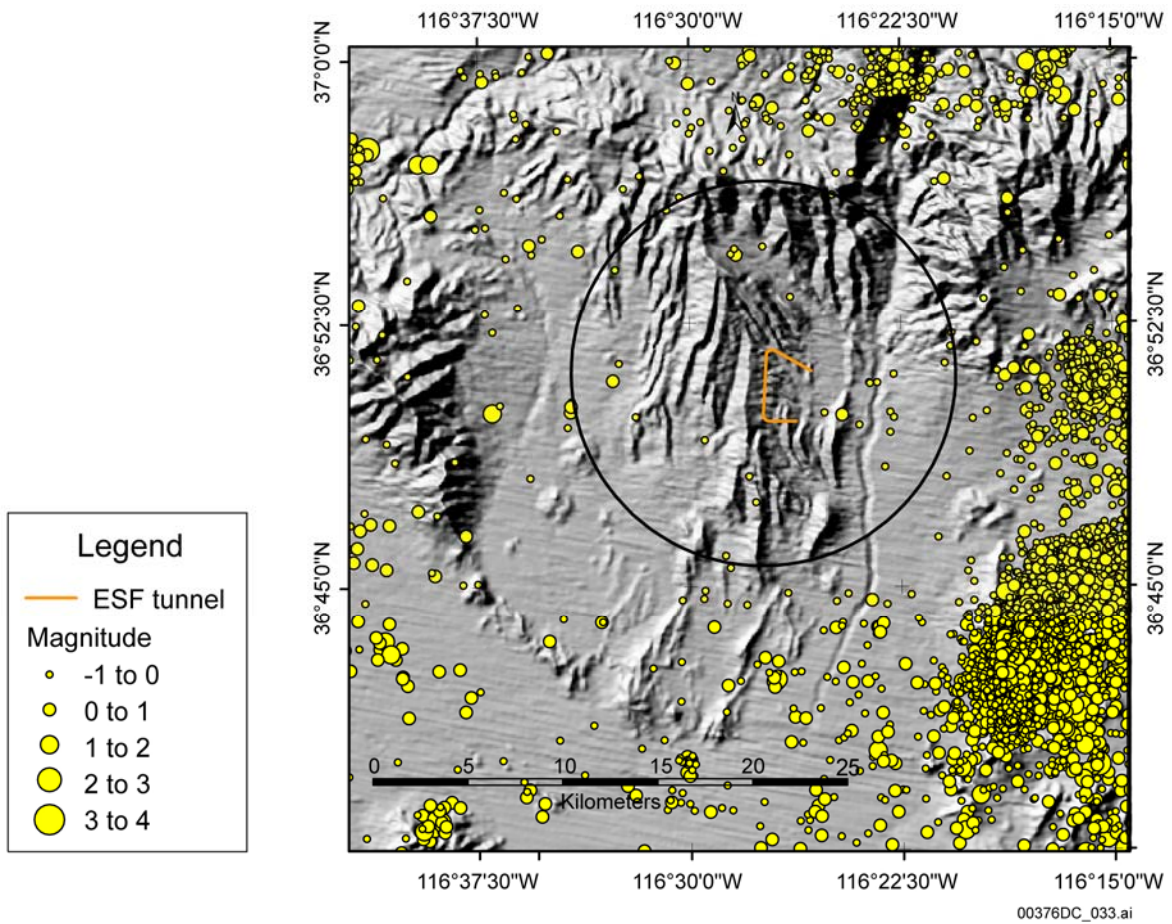 116°37'30"W 116°30'0"W 116°22'30"W 116°15'0"W
37°0'0"N
36°52'30"N
36°45'0"N
N
37°0'0"N
36°52'30"N
36°45'0"N
Legend
ESF tunnel
Magnitude
-1 to 0
0 to 1
1 to 2
2 to 3
3 to 4
0 5 10 15 20 25
Kilometers
116°37'30"W 116°30'0"W 116°22'30"W 116°15'0"W
00376DC_033.ai